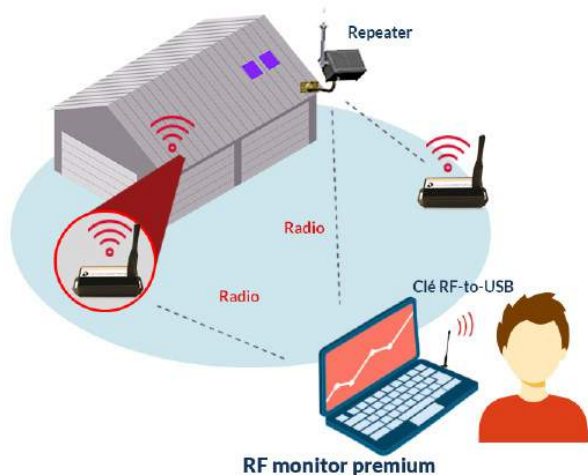 Repeater
Radio
Radio
Clé RF-to-USB
RF monitor premium